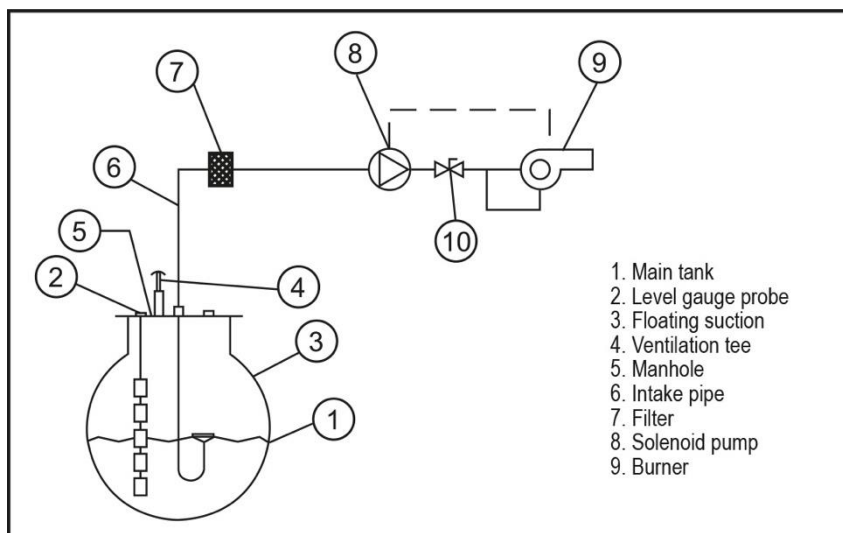 8
9
7
6
5
10
2
4
3
1
1. Main tank
2. Level gauge probe
3. Floating suction
4. Ventilation tee
5. Manhole
6. Intake pipe
7. Filter
8. Solenoid pump
9. Burner